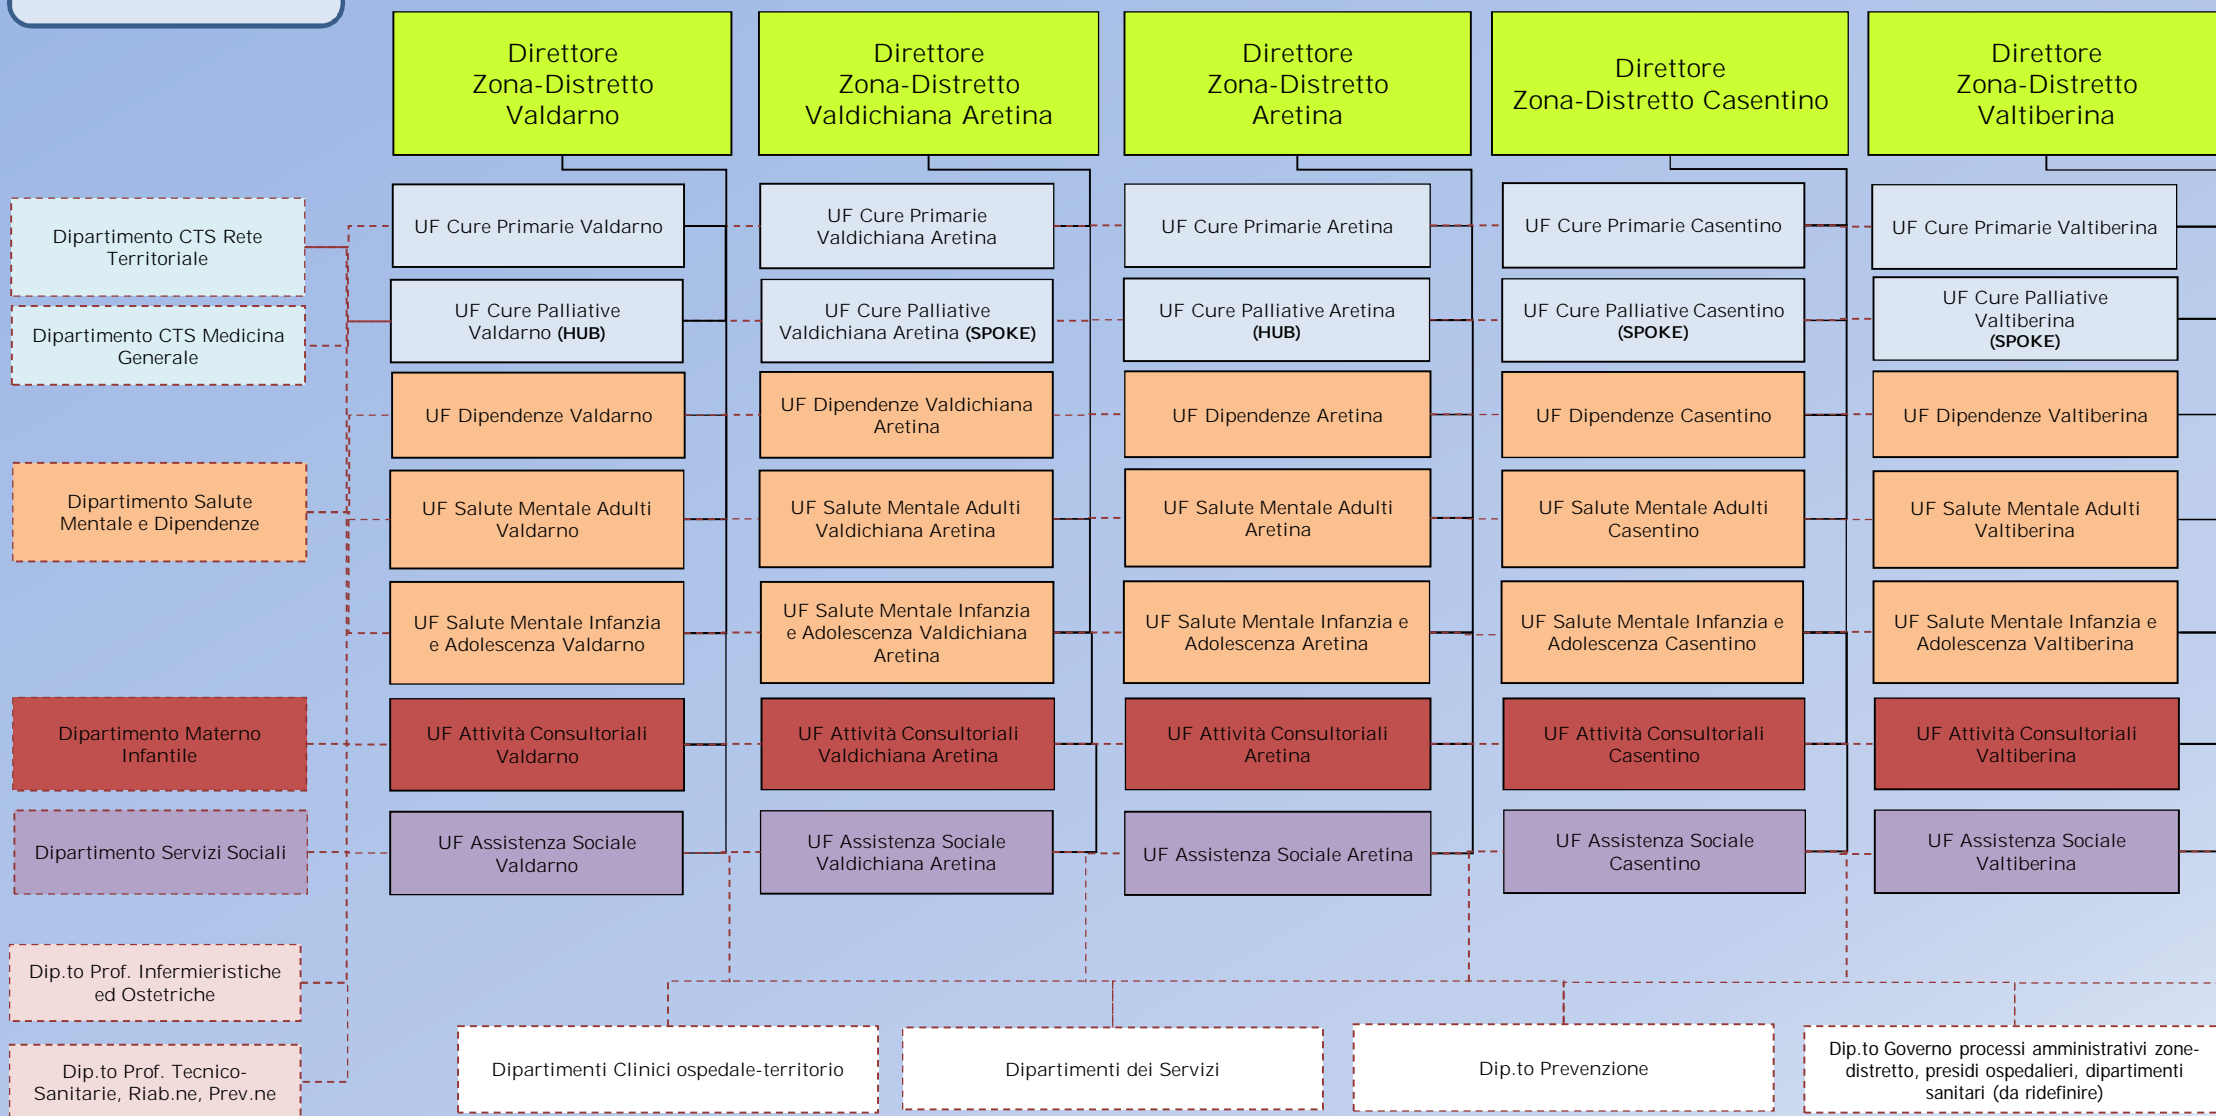 Direttore
Zona-Distretto
Valdarno
Direttore
Zona-Distretto
Valdichiana Aretina
Direttore
Zona-Distretto
Aretina
Direttore
Zona-Distretto Casentino
Direttore
Zona-Distretto
Valtiberina
Dipartimento CTS Rete
Territoriale
UF Cure Primarie Valdarno
UF Cure Primarie
Valdichiana Aretina
UF Cure Primarie Aretina
UF Cure Primarie Casentino
UF Cure Primarie Valtiberina
Dipartimento CTS Medicina
Generale
UF Cure Palliative
Valdarno (HUB)
UF Cure Palliative
Valdichiana Aretina (SPOKE)
UF Cure Palliative Aretina
(HUB)
UF Cure Palliative Casentino
(SPOKE)
UF Cure Palliative
Valtiberina
(SPOKE)
UF Dipendenze Valdarno
UF Dipendenze Valdichiana
Aretina
UF Dipendenze Aretina
UF Dipendenze Casentino
UF Dipendenze Valtiberina
Dipartimento Salute
Mentale e Dipendenze
UF Salute Mentale Adulti
Valdarno
UF Salute Mentale Adulti
Valdichiana Aretina
UF Salute Mentale Adulti
Aretina
UF Salute Mentale Adulti
Casentino
UF Salute Mentale Adulti
Valtiberina
UF Salute Mentale Infanzia
e Adolescenza Valdarno
UF Salute Mentale Infanzia
e Adolescenza Valdichiana
Aretina
UF Salute Mentale Infanzia e
Adolescenza Aretina
UF Salute Mentale Infanzia e
Adolescenza Casentino
UF Salute Mentale Infanzia e
Adolescenza Valtiberina
Dipartimento Materno
Infantile
UF Attività Consultoriali
Valdarno
UF Attività Consultoriali
Valdichiana Aretina
UF Attività Consultoriali
Aretina
UF Attività Consultoriali
Casentino
UF Attività Consultoriali
Valtiberina
Dipartimento Servizi Sociali
UF Assistenza Sociale
Valdarno
UF Assistenza Sociale
Valdichiana Aretina
UF Assistenza Sociale Aretina
UF Assistenza Sociale
Casentino
UF Assistenza Sociale
Valtiberina
Dip.to Prof. Infermieristiche
ed Ostetriche
Dip.to Prof. Tecnico-
Sanitarie, Riab.ne, Prev.ne
Dipartimenti Clinici ospedale-territorio
Dipartimenti dei Servizi
Dip.to Prevenzione
Dip.to Governo processi amministrativi zone-
distretto, presidi ospedalieri, dipartimenti
sanitari (da ridefinire)